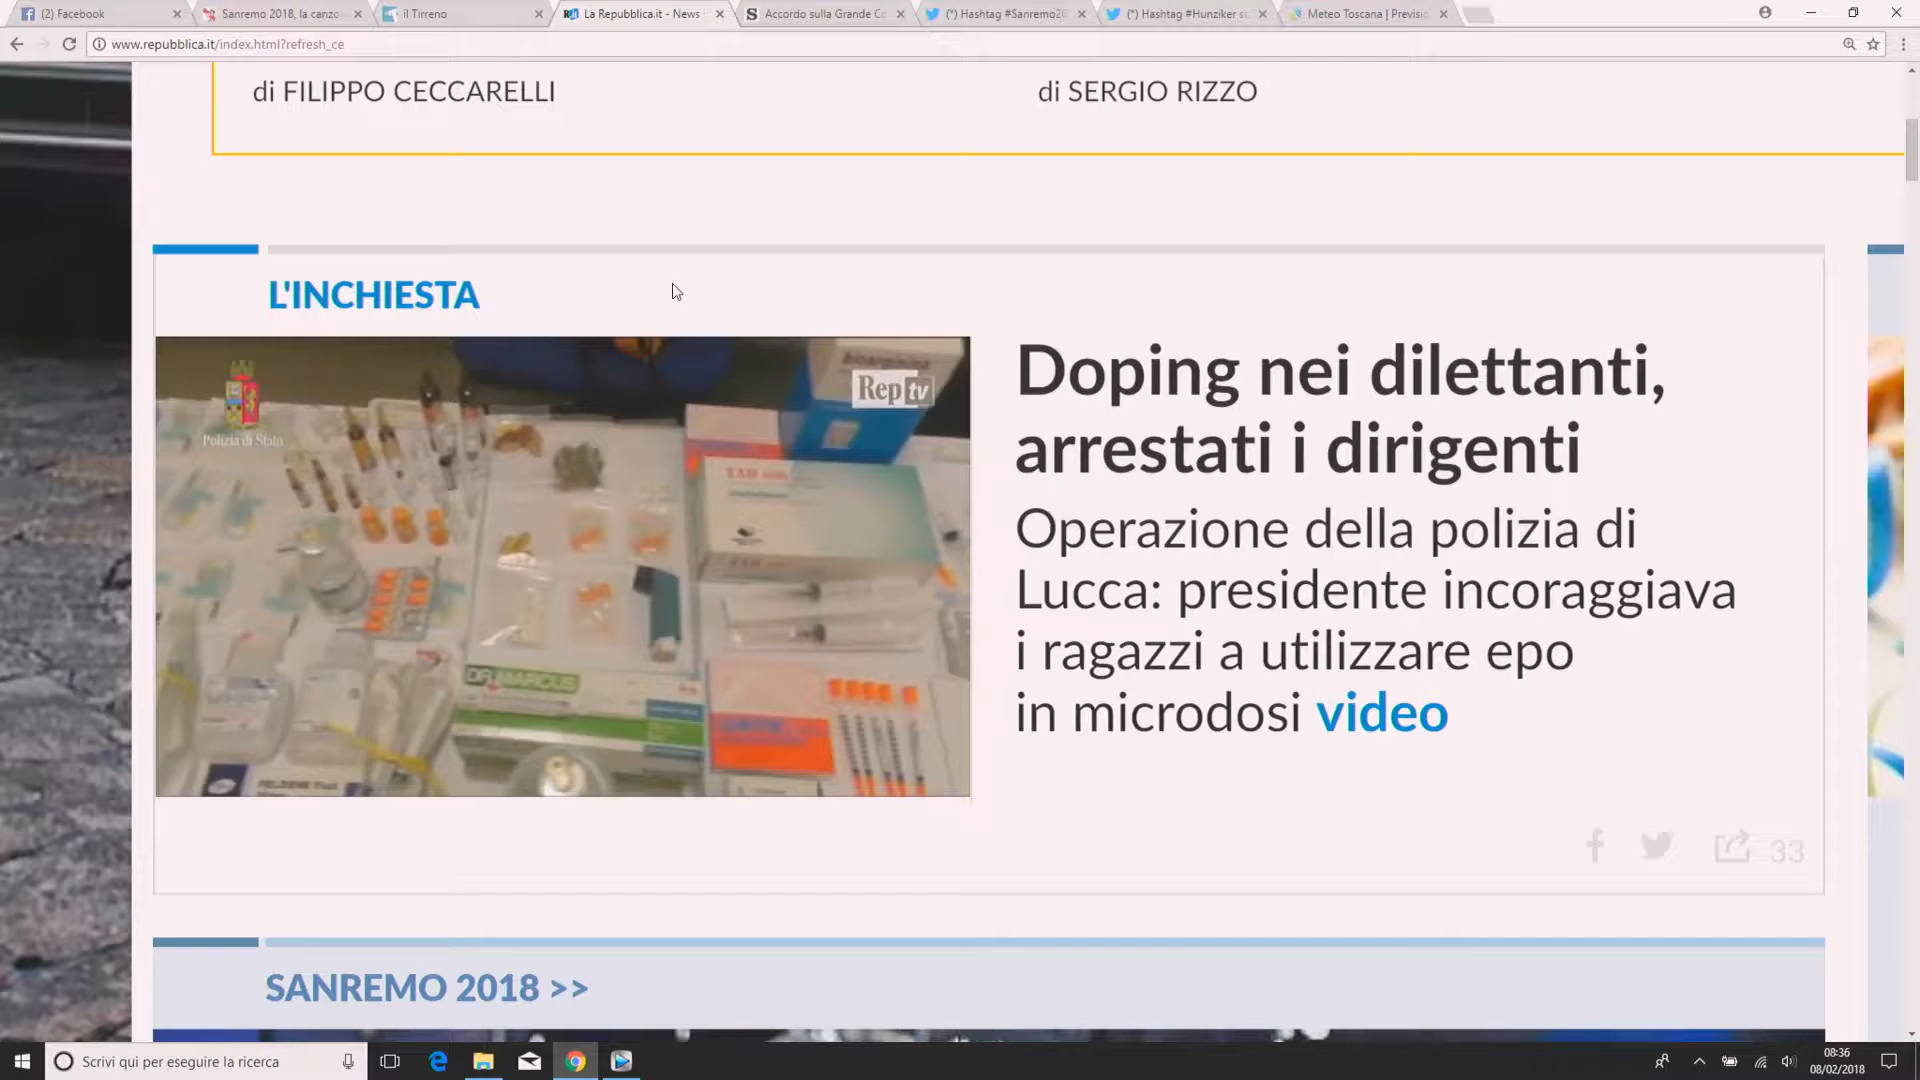 (2) Facebook
Sanremo 2018, la canzo
il Tirreno
La Repubblica.it - News
Accordo sulla Grande Co
(*) Hashtag #Sanremo20
(*) Hashtag #Hunziker s
Meteo Toscana | Previsio
www.repubblica.it/index.html?refresh_ce
di FILIPPO CECCARELLI
di SERGIO RIZZO
L'INCHIESTA
Rep tv
Polizia di Stato
DR.MARCUS
Doping nei dilettanti,
arrestati i dirigenti
Operazione della polizia di
Lucca: presidente incoraggiava
i ragazzi a utilizzare epo
in microdosi video
33
SANREMO 2018 >>
Scrivi qui per eseguire la ricerca
08:36
08/02/2018